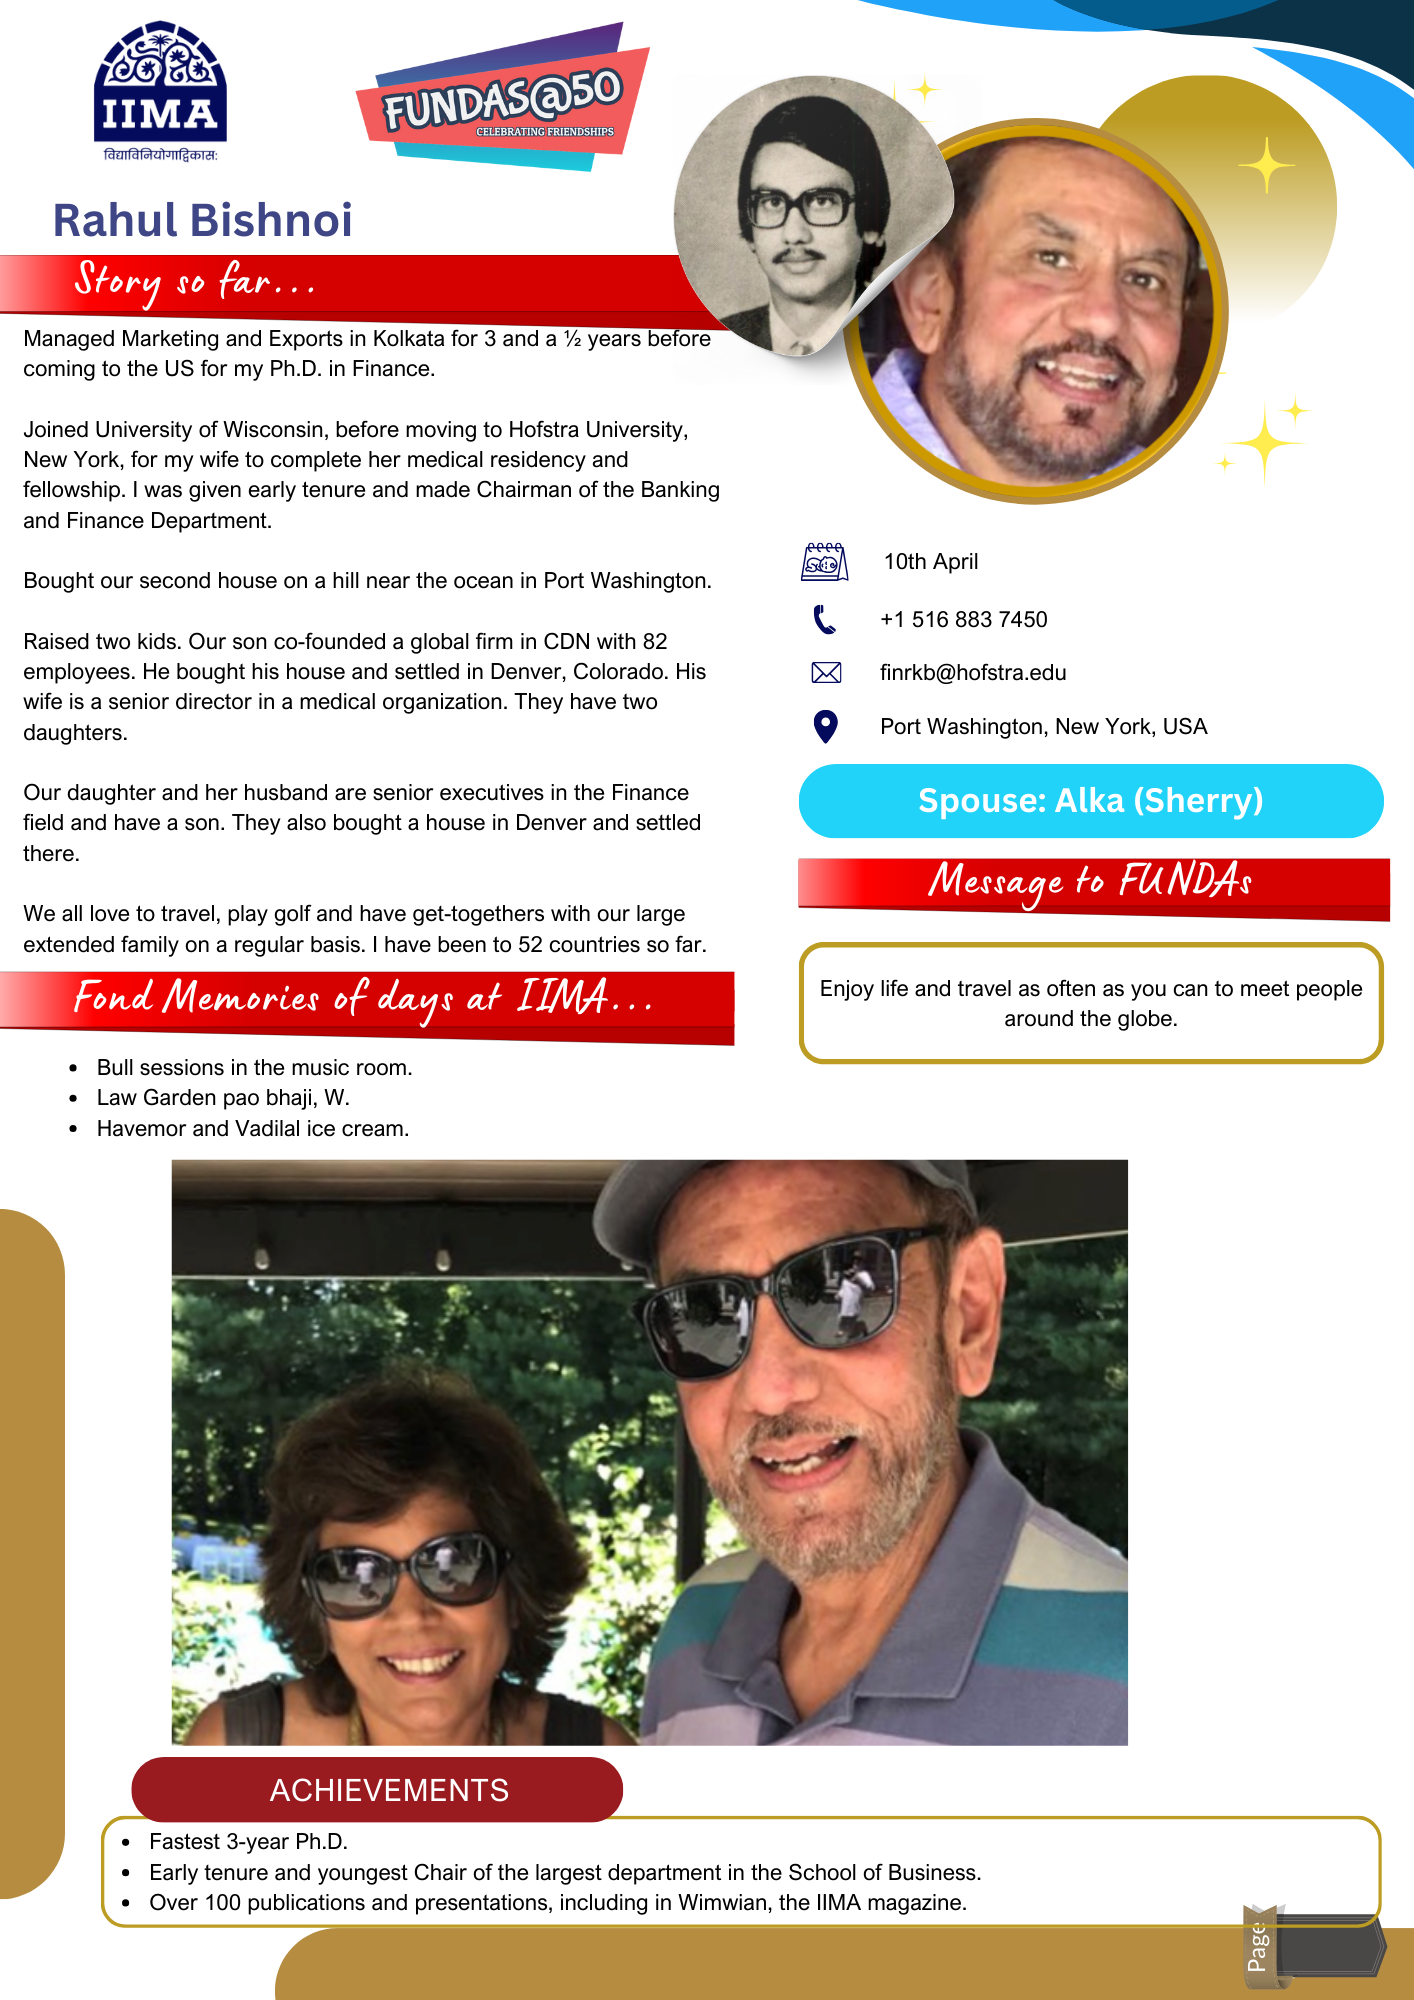 IIMA
विद्याविनियोगाद्विकास:
FUNDAS@50
CELEBRATING FRIENDSHIPS
Rahul Bishnoi
Story so far...
Managed Marketing and Exports in Kolkata for 3 and a ½ years before
coming to the US for my Ph.D. in Finance.
Joined University of Wisconsin, before moving to Hofstra University,
New York, for my wife to complete her medical residency and
fellowship. I was given early tenure and made Chairman of the Banking
and Finance Department.
Bought our second house on a hill near the ocean in Port Washington.
Raised two kids. Our son co-founded a global firm in CDN with 82
employees. He bought his house and settled in Denver, Colorado. His
wife is a senior director in a medical organization. They have two
daughters.
Our daughter and her husband are senior executives in the Finance
field and have a son. They also bought a house in Denver and settled
there.
We all love to travel, play golf and have get-togethers with our large
extended family on a regular basis. I have been to 52 countries so far.
Fond Memories of days at IIMA...
• Bull sessions in the music room.
• Law Garden pao bhaji, W.
• Havemor and Vadilal ice cream.
10th April
+1 516 883 7450
finrkb@hofstra.edu
Port Washington, New York, USA
Spouse: Alka (Sherry)
Message to FUNDAs
Enjoy life and travel as often as you can to meet people
around the globe.
ACHIEVEMENTS
• Fastest 3-year Ph.D.
• Early tenure and youngest Chair of the largest department in the School of Business.
• Over 100 publications and presentations, including in Wimwian, the IIMA magazine.
Page